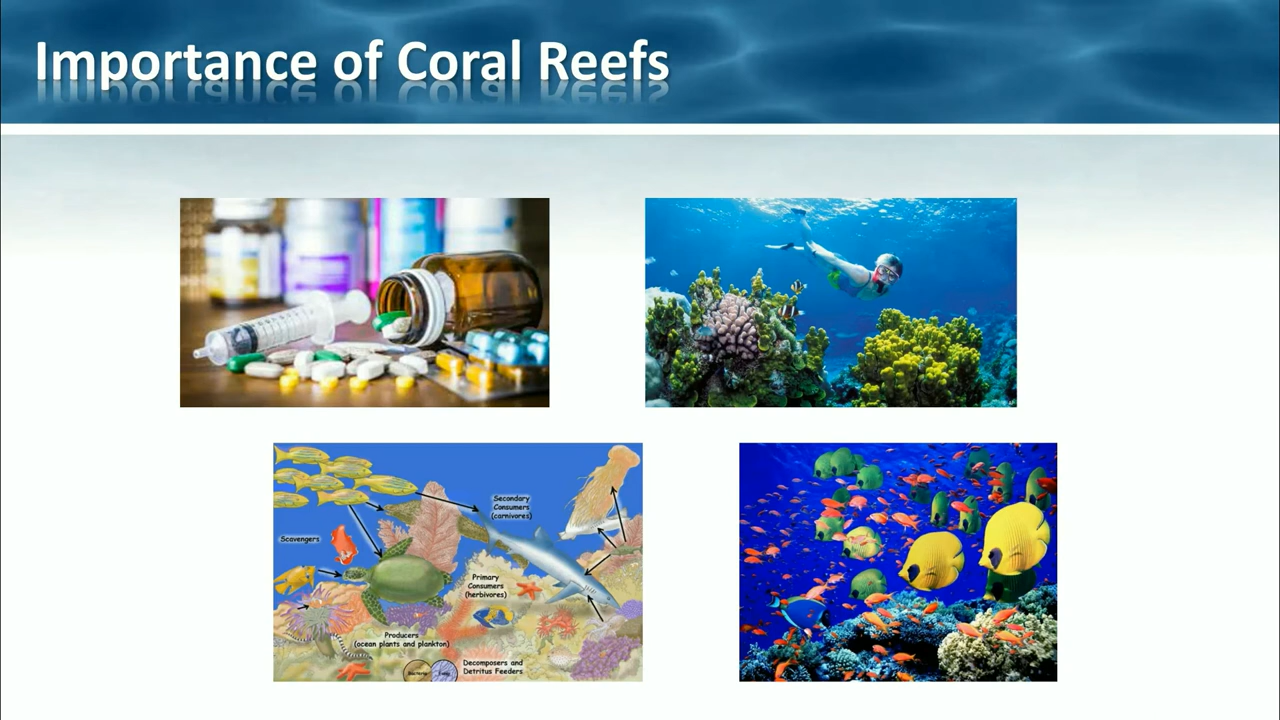 Importance of Coral Reefs
Secondary
Consumers
(carnivores)
Scavengers
Primary
Consumers
(herbivores)
Producers
(ocean plants and plankton)
Decomposers and
Detritus Feeders
Bacteria